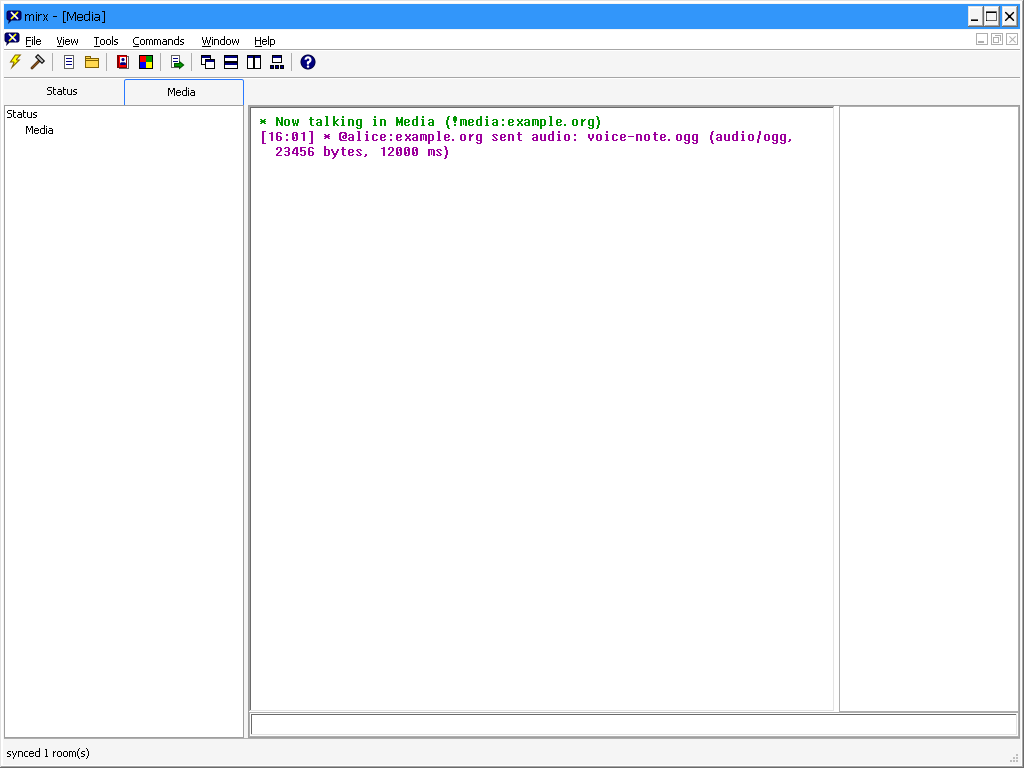 mirx - [Media]
File View Tools Commands Window Help
Status Media
Status
Media
* Now talking in Media (!media:example.org)
[16:01] * @alice:example.org sent audio: voice-note.ogg (audio/ogg,
23456 bytes, 12000 ms)
synced 1 room(s)